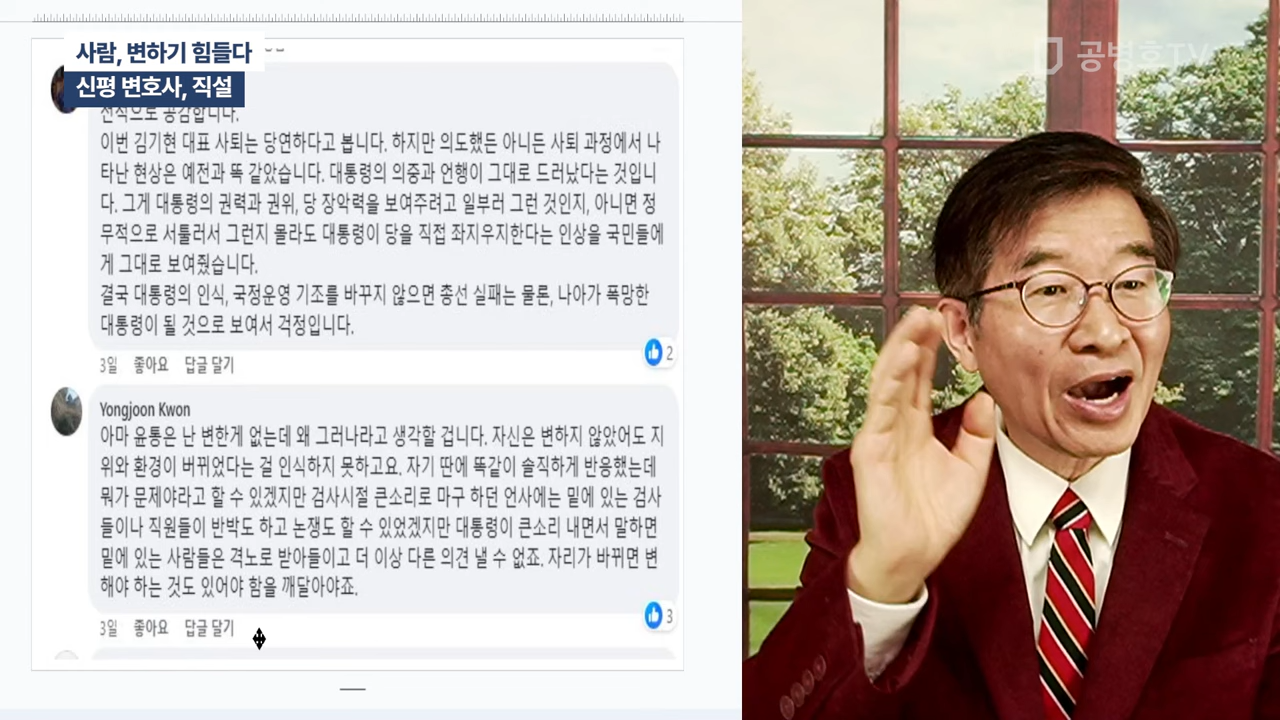 사람, 변하기 힘들다
신평 변호사, 직설
공병호TV
전적으로 공감합니다.
이번 김기현 대표 사퇴는 당연하다고 봅니다. 하지만 의도했든 아니든 사퇴 과정에서 나
타난 현상은 예전과 똑 같았습니다. 대통령의 의중과 언행이 그대로 드러났다는 것입니
다. 그게 대통령의 권력과 권위, 당 장악력을 보여주려고 일부러 그런 것인지, 아니면 정
무적으로 서툴러서 그런지 몰라도 대통령이 당을 직접 좌지우지한다는 인상을 국민들에
게 그대로 보여줬습니다.
결국 대통령의 인식, 국정운영 기조를 바꾸지 않으면 총선 실패는 물론, 나아가 폭망한
대통령이 될 것으로 보여서 걱정입니다.
3일 좋아요 답글 달기 2
Yongjoon Kwon
아마 윤통은 난 변한게 없는데 왜 그러나라고 생각할 겁니다. 자신은 변하지 않았어도 지
위와 환경이 버뀌었다는 걸 인식하지 못하고요. 자기 딴에 똑같이 솔직하게 반응했는데
뭐가 문제야라고 할 수 있겠지만 검사시절 큰소리로 마구 하던 언사에는 밑에 있는 검사
들이나 직원들이 반박도 하고 논쟁도 할 수 있었겠지만 대통령이 큰소리 내면서 말하면
밑에 있는 사람들은 격노로 받아들이고 더 이상 다른 의견 낼 수 없죠. 자리가 바뀌면 변
해야 하는 것도 있어야 함을 깨달아야죠.
3일 좋아요 답글 달기 3